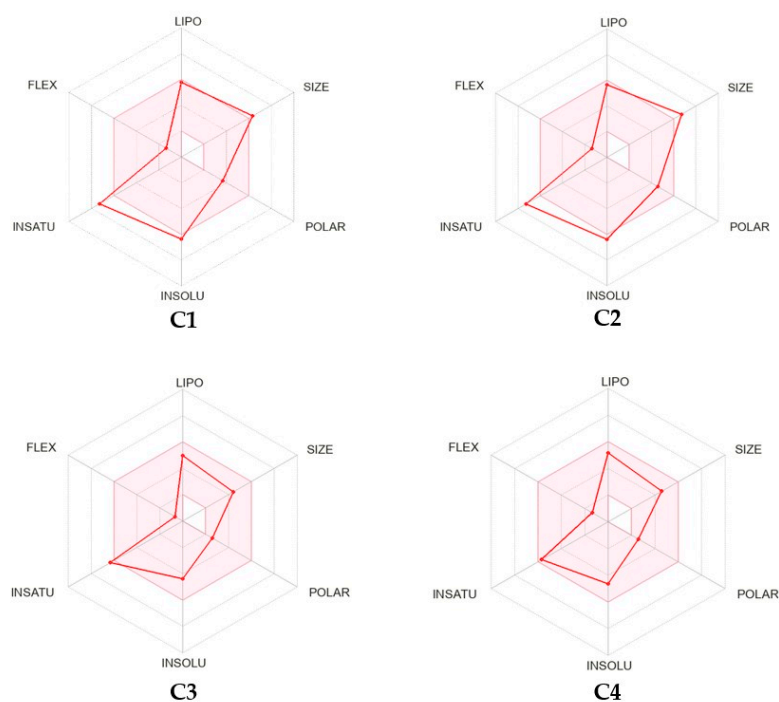 LIPO
FLEX
SIZE
INSATU
POLAR
INSOLU
C1
LIPO
FLEX
SIZE
INSATU
POLAR
INSOLU
C2
LIPO
FLEX
SIZE
INSATU
POLAR
INSOLU
C3
LIPO
FLEX
SIZE
INSATU
POLAR
INSOLU
C4